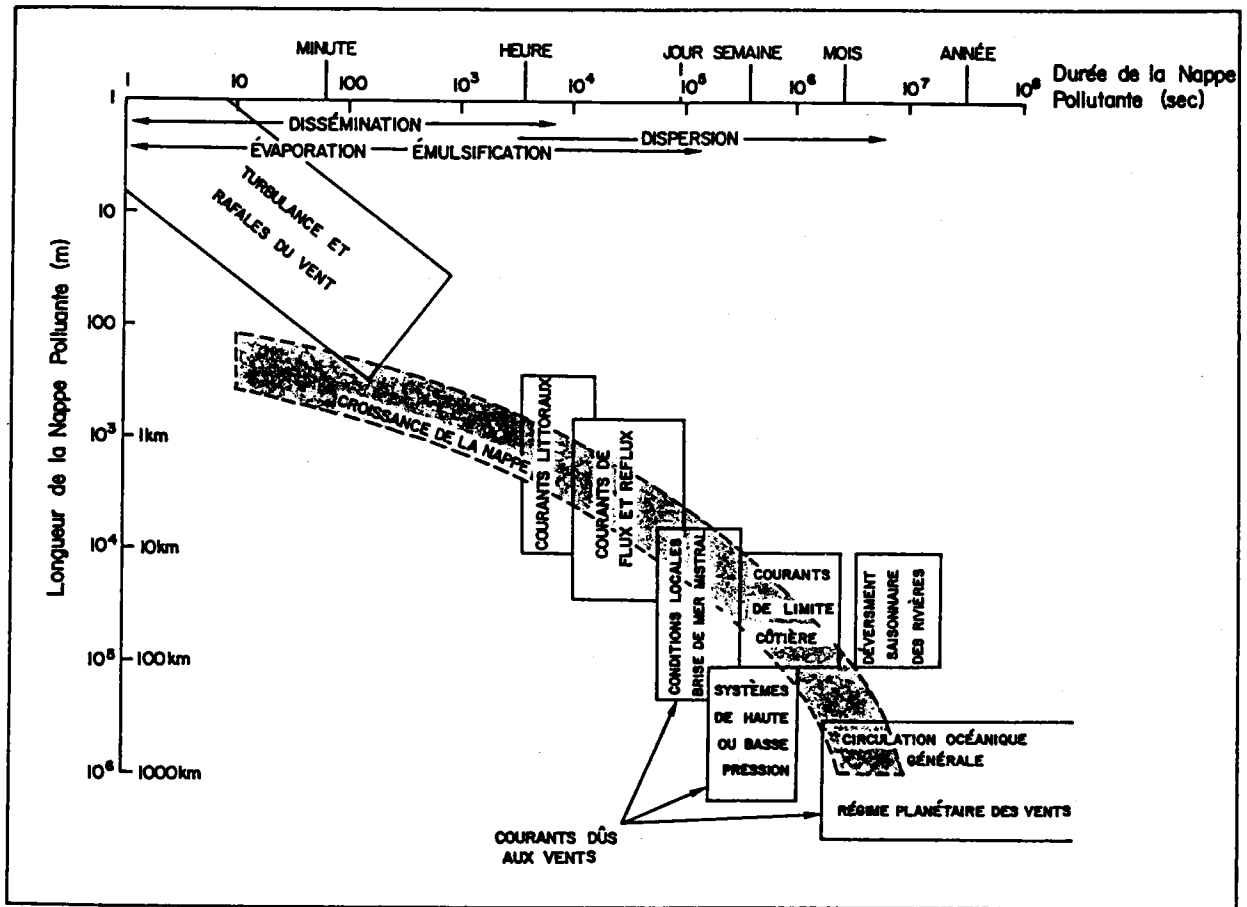 MINUTE HEURE JOUR SEMAINE MOIS ANNÉE
1 10 100 10³ 10⁴ 10⁵ 10⁶ 10⁷ 10⁸
Durée de la Nappe
Pollutante (sec)
DISSÉMINATION
DISPERSION
ÉVAPORATION ÉMULSIFICATION
TURBULANCE ET
RAFALES DU VENT
Longueur de la Nappe Polluante (m)
1
10
100
10³ 1km
10⁴ 10km
10⁵ 100km
10⁶ 1000km
CROISSANCE DE LA NAPPE
COURANTS LITTORAUX
COURANTS DE
FLUX ET REFLUX
CONDITIONS LOCALES
BRISE DE MER MISTRAL
COURANTS
DE LIMITE
CÔTIÈRE
DÉVERSMENT
SAISONNAIRE
DES RIVIÈRES
SYSTÈMES
DE HAUTE
OU BASSE
PRESSION
CIRCULATION OCÉANIQUE
GÉNÉRALE
RÉGIME PLANÉTAIRE DES VENTS
COURANTS DÛS
AUX VENTS